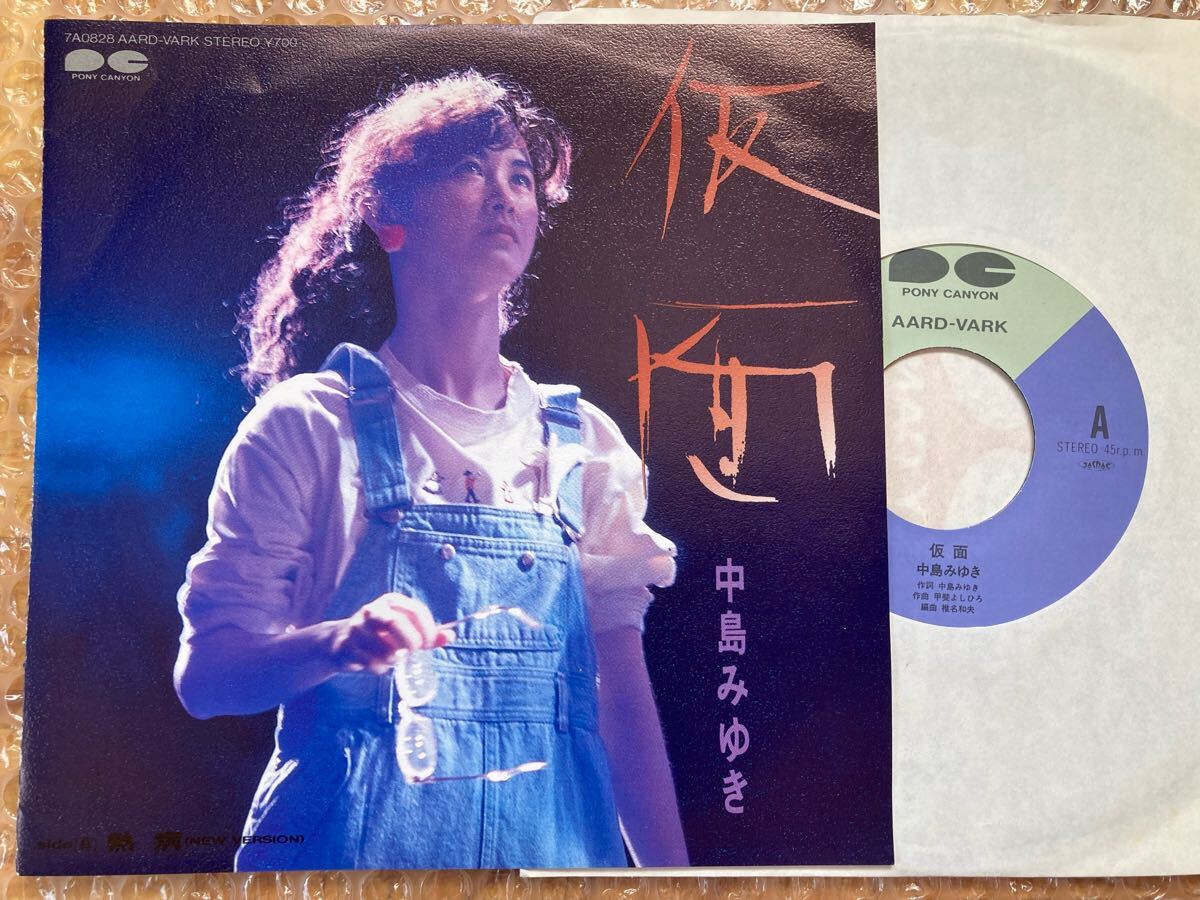 7A0828 AARD-VARK STEREO ¥700
PONY CANYON
仮面
中島みゆき
side B 熱病 (NEW VERSION)
PONY CANYON
AARD-VARK
A
STEREO 45r.p.m
仮面
中島みゆき
作詞 中島みゆき
作曲 甲斐よしひろ
編曲 椎名和夫